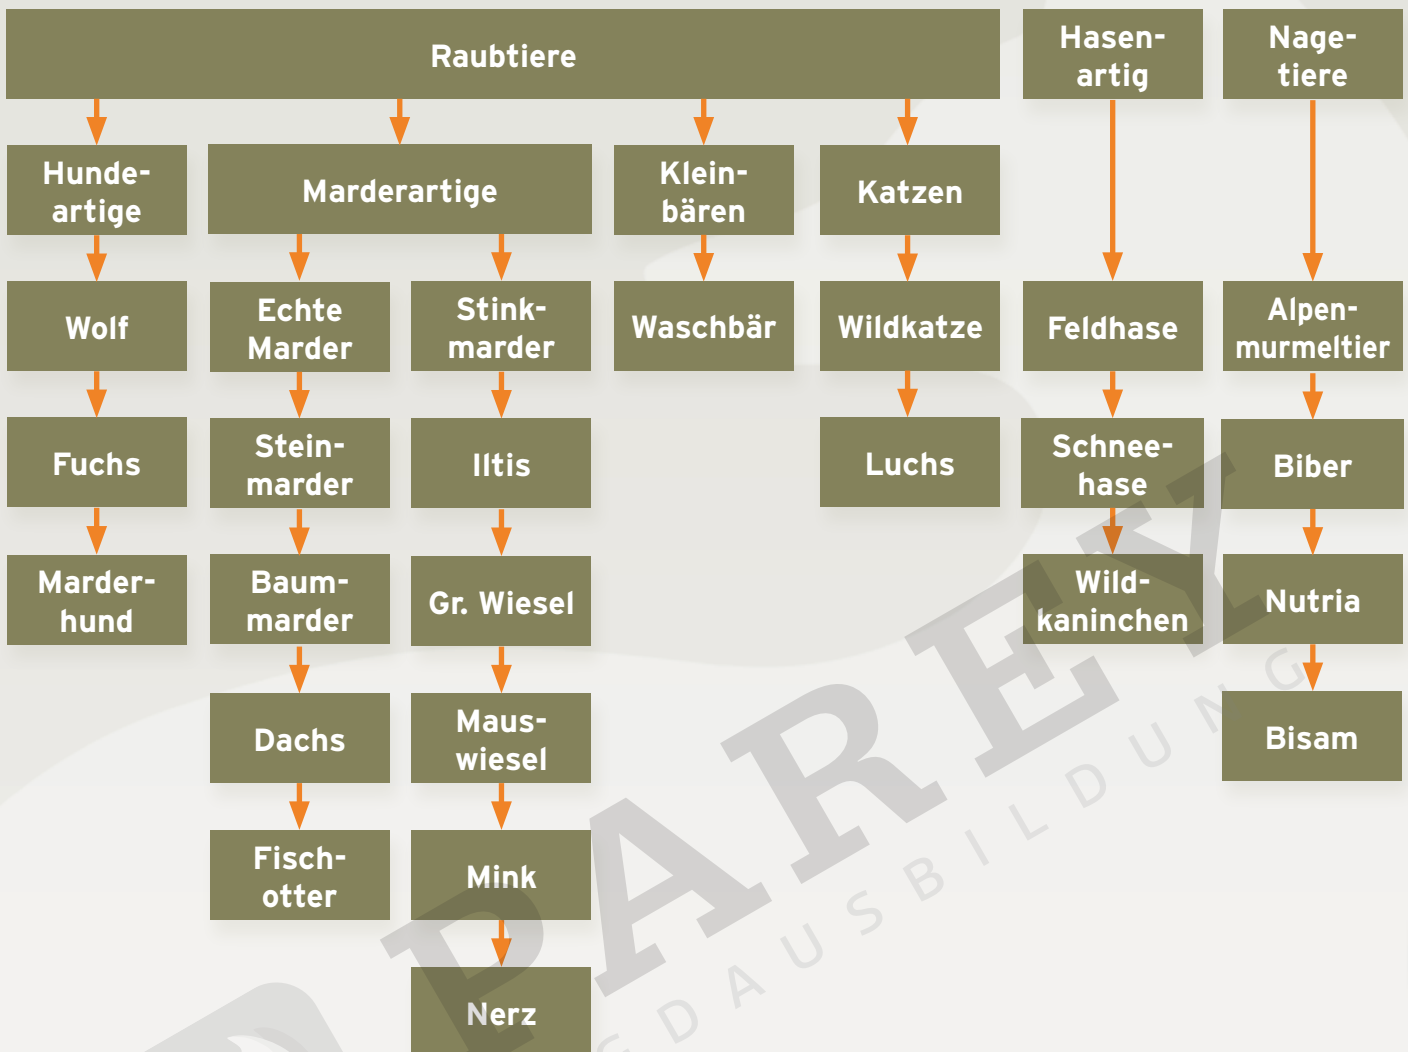 Raubtiere
Hasen-
artig
Nage-
tiere
Hunde-
artige
Marderartige
Klein-
bären
Katzen
Wolf
Echte
Marder
Stink-
marder
Waschbär
Wildkatze
Feldhase
Alpen-
murmeltier
Fuchs
Stein-
marder
Iltis
Luchs
Schnee-
hase
Biber
Marder-
hund
Baum-
marder
Gr. Wiesel
Wild-
kaninchen
Nutria
Dachs
Maus-
wiesel
Bisam
Fisch-
otter
Mink
Nerz
PAREY
GDAUSBILDUNG